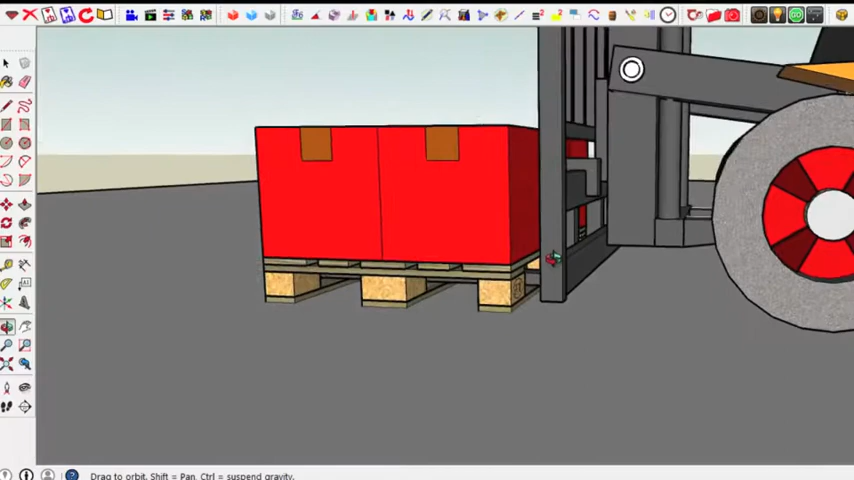 Drag to orbit. Shift = Pan, Ctrl = suspend gravity.